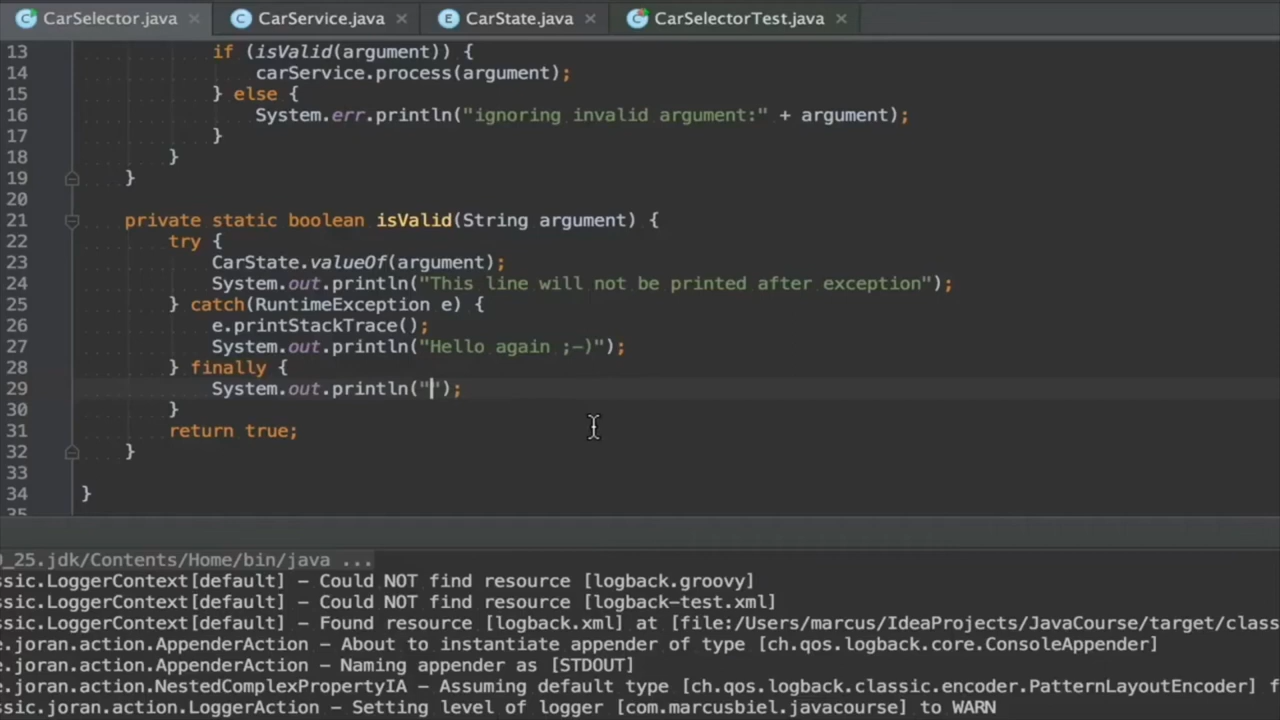 CarSelector.java CarService.java CarState.java CarSelectorTest.java
13 if (isValid(argument)) {
14 carService.process(argument);
15 } else {
16 System.err.println("ignoring invalid argument:" + argument);
17 }
18 }
19 }
20
21 private static boolean isValid(String argument) {
22 try {
23 CarState.valueOf(argument);
24 System.out.println("This line will not be printed after exception");
25 } catch(RuntimeException e) {
26 e.printStackTrace();
27 System.out.println("Hello again ;-)");
28 } finally {
29 System.out.println("");
30 }
31 return true;
32 }
33
34 }
35
0_25.jdk/Contents/Home/bin/java ...
ssic.LoggerContext[default] - Could NOT find resource [logback.groovy]
ssic.LoggerContext[default] - Could NOT find resource [logback-test.xml]
ssic.LoggerContext[default] - Found resource [logback.xml] at [file:/Users/marcus/IdeaProjects/JavaCourse/target/class
e.joran.action.AppenderAction - About to instantiate appender of type [ch.qos.logback.core.ConsoleAppender]
e.joran.action.AppenderAction - Naming appender as [STDOUT]
e.joran.action.NestedComplexPropertyIA - Assuming default type [ch.qos.logback.classic.encoder.PatternLayoutEncoder] f
ssic.joran.action.LoggerAction - Setting level of logger [com.marcusbiel.javacourse] to WARN